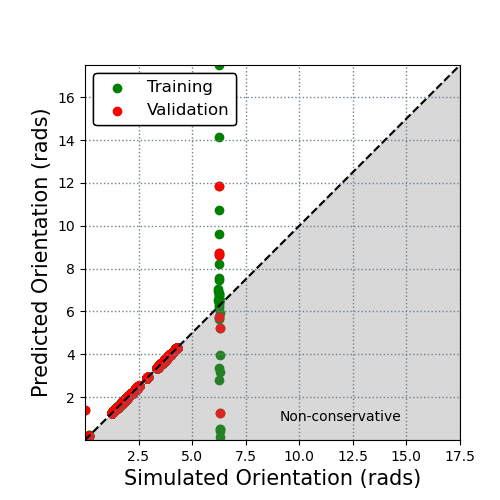 Training
Validation
16
14
12
10
8
6
4
2
Predicted Orientation (rads)
Non-conservative
2.5 5.0 7.5 10.0 12.5 15.0 17.5
Simulated Orientation (rads)